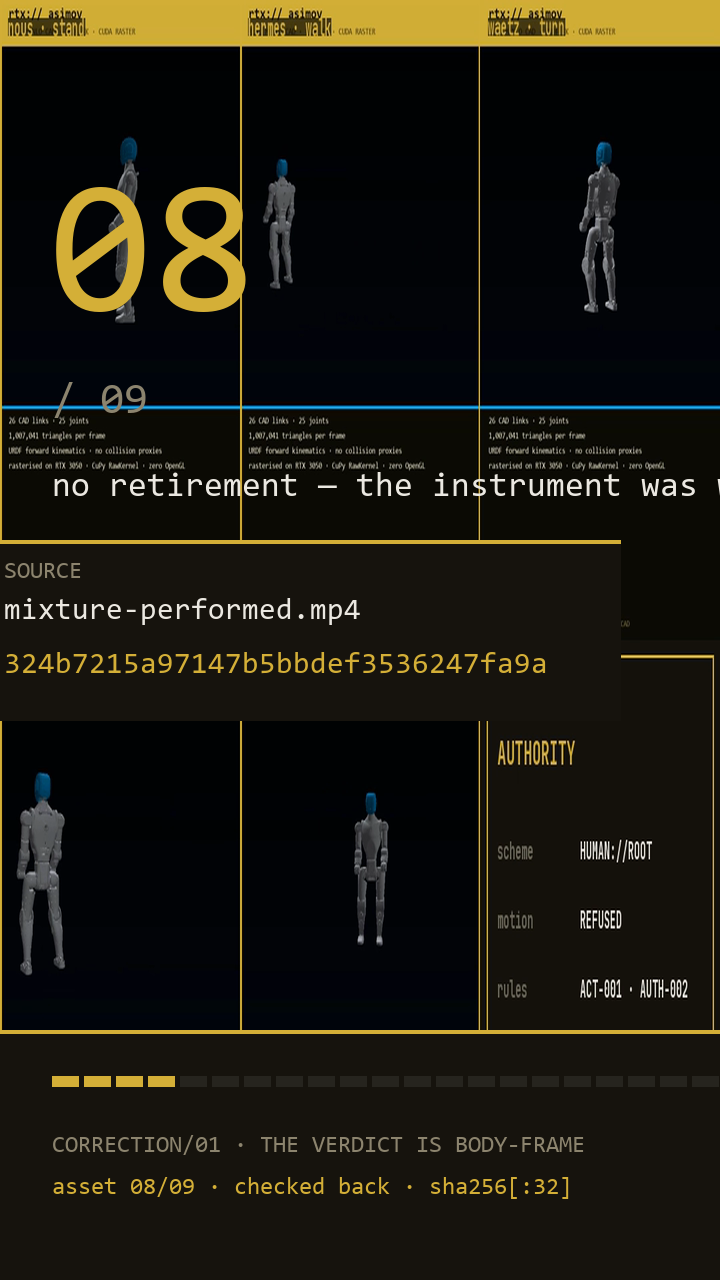 rtx:// asimov
nous · stand
· CUDA RASTER
rtx:// asimov
hermes · walk
· CUDA RASTER
rtx:// asimov
waetz · turn
· CUDA RASTER
08
/ 09
26 CAD links · 25 joints
1,007,041 triangles per frame
URDF forward kinematics · no collision proxies
rasterised on RTX 3050 · CuPy RawKernel · zero OpenGL
26 CAD links · 25 joints
1,007,041 triangles per frame
URDF forward kinematics · no collision proxies
rasterised on RTX 3050 · CuPy RawKernel · zero OpenGL
26 CAD links · 25 joints
1,007,041 triangles per frame
URDF forward kinematics · no collision proxies
rasterised on RTX 3050 · CuPy RawKernel · zero OpenGL
no retirement — the instrument was
SOURCE
mixture-performed.mp4
324b7215a97147b5bbdef3536247fa9a
AUTHORITY
scheme HUMAN://ROOT
motion REFUSED
rules ACT-001 · AUTH-002
CORRECTION/01 · THE VERDICT IS BODY-FRAME
asset 08/09 · checked back · sha256[:32]